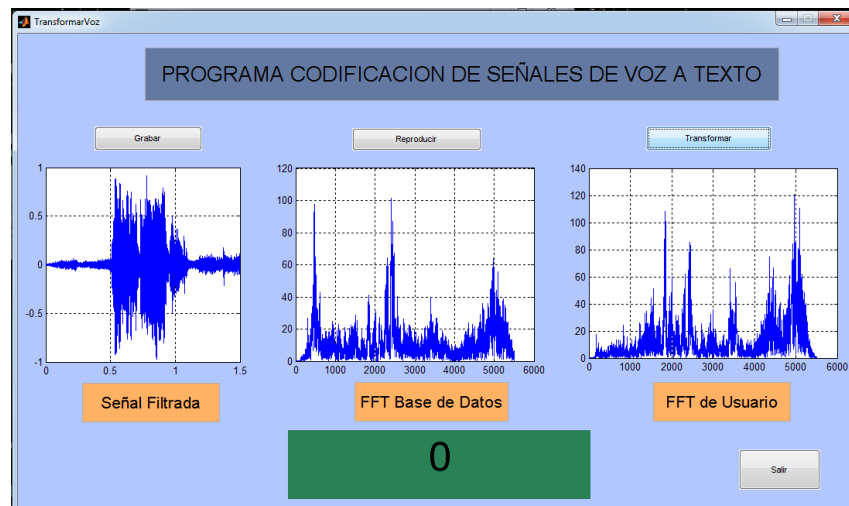 TransformarVoz
PROGRAMA CODIFICACION DE SEÑALES DE VOZ A TEXTO
Grabar
Reproducir
Transformar
1
0.5
0
-0.5
-1
0 0.5 1 1.5
120
100
80
60
40
20
0
0 1000 2000 3000 4000 5000 6000
140
120
100
80
60
40
20
0
0 1000 2000 3000 4000 5000 6000
Señal Filtrada
FFT Base de Datos
FFT de Usuario
0
Salir